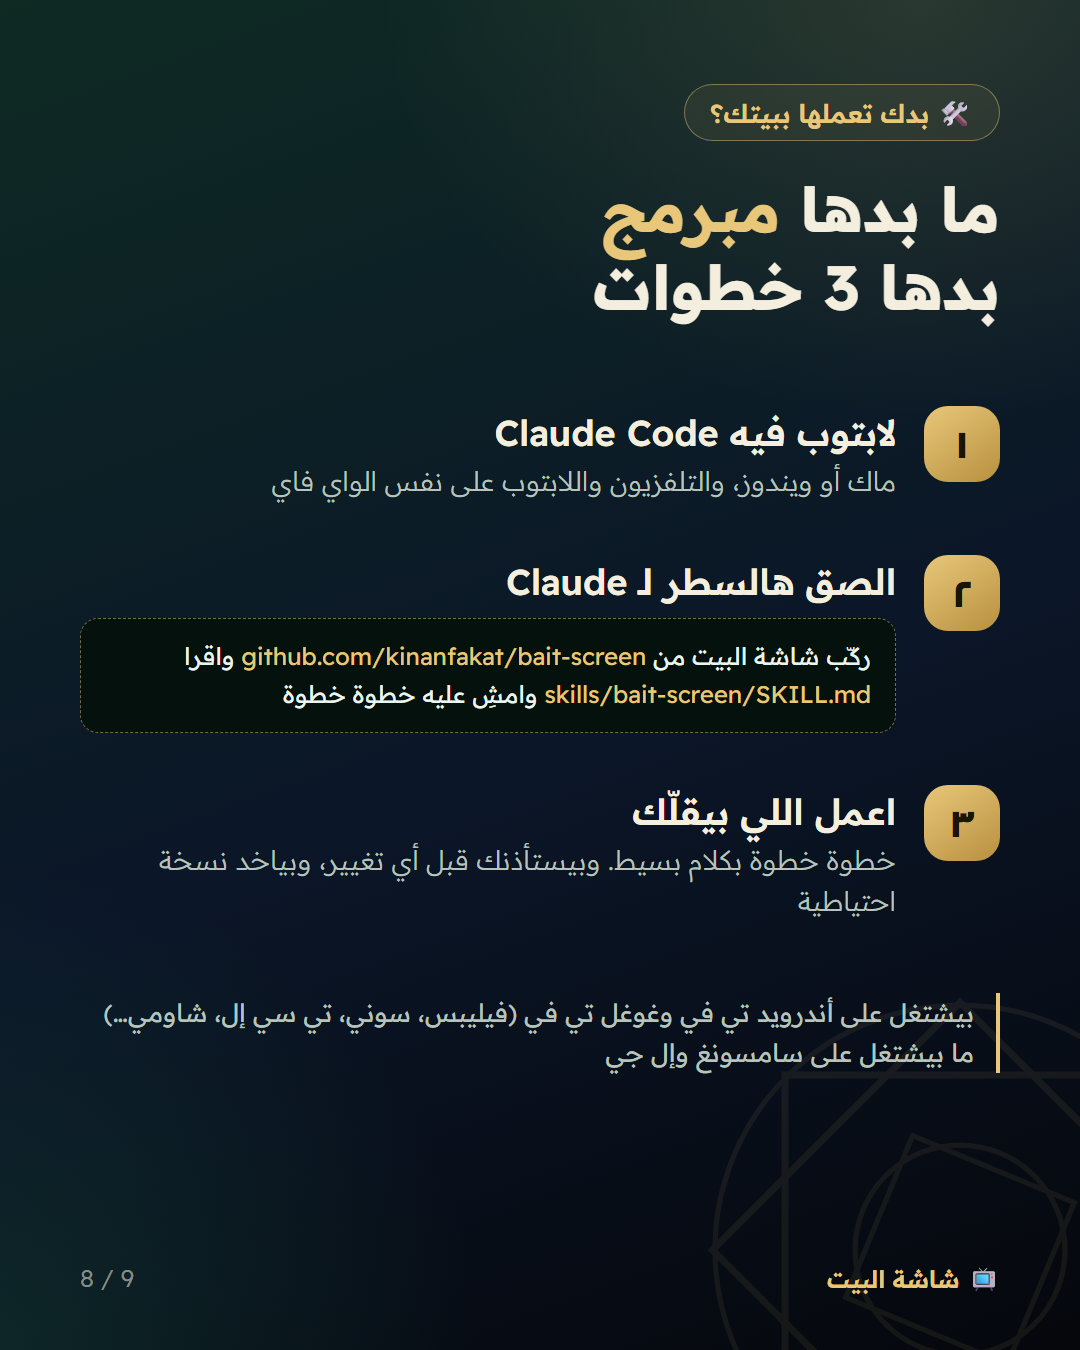 🛠️ بدك تعملها ببيتك؟
ما بدها مبرمج
بدها 3 خطوات
١
لابتوب فيه Claude Code
ماك أو ويندوز، والتلفزيون واللابتوب على نفس الواي فاي
٢
الصق هالسطر لـ Claude
ركّب شاشة البيت من github.com/kinanfakat/bait-screen واقرا
skills/bait-screen/SKILL.md وامشِ عليه خطوة خطوة
٣
اعمل اللي بيقلّك
خطوة خطوة بكلام بسيط. وبيستأذنك قبل أي تغيير، وبياخد نسخة
احتياطية
بيشتغل على أندرويد تي في وغوغل تي في (فيليبس، سوني، تي سي إل، شاومي…)
ما بيشتغل على سامسونغ وإل جي
📺 شاشة البيت
8 / 9